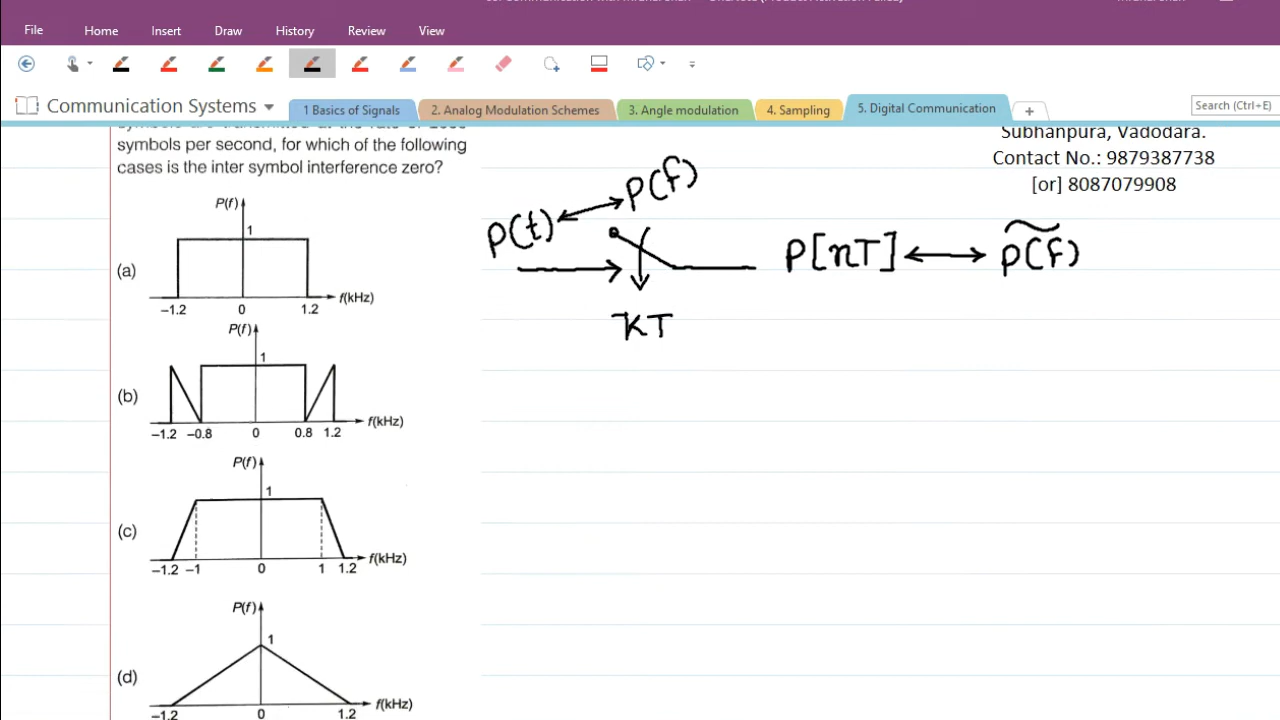 File Home Insert Draw History Review View
Communication Systems 1 Basics of Signals 2. Analog Modulation Schemes 3. Angle modulation 4. Sampling 5. Digital Communication + Search (Ctrl+E)
symbols per second, for which of the following
cases is the inter symbol interference zero?
Subhanpura, Vadodara.
Contact No.: 9879387738
[or] 8087079908
P(t) ↔ P(f)
KT
P[nT] ↔ P̃(f)
P(f)
1
(a)
f(kHz)
−1.2 0 1.2
P(f)
1
(b)
f(kHz)
−1.2 −0.8 0 0.8 1.2
P(f)
1
(c)
f(kHz)
−1.2 −1 0 1 1.2
P(f)
1
(d)
f(kHz)
−1.2 0 1.2